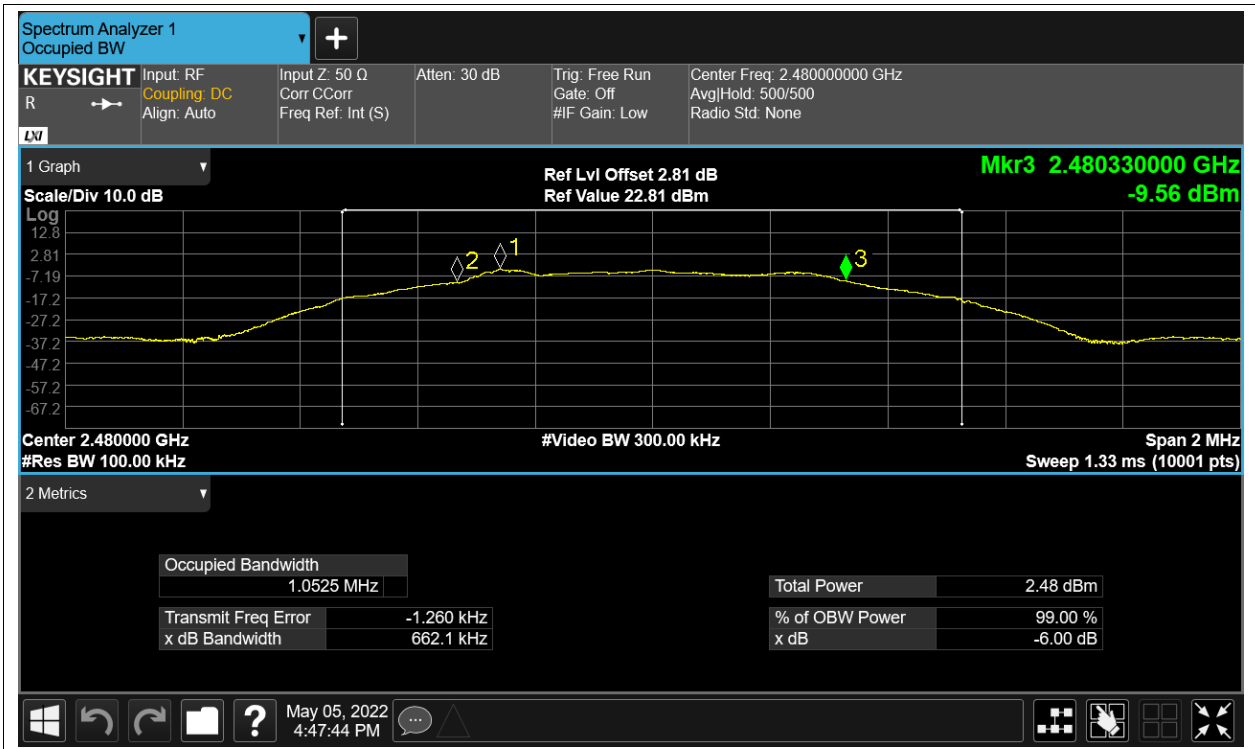 Spectrum Analyzer 1
Occupied BW
KEYSIGHT
R
LXI
Input: RF
Coupling: DC
Align: Auto
Input Z: 50 Ω
Corr CCorr
Freq Ref: Int (S)
Atten: 30 dB
Trig: Free Run
Gate: Off
#IF Gain: Low
Center Freq: 2.480000000 GHz
Avg|Hold: 500/500
Radio Std: None
1 Graph
Scale/Div 10.0 dB
Ref Lvl Offset 2.81 dB
Ref Value 22.81 dBm
Mkr3 2.480330000 GHz
-9.56 dBm
Log
12.8
2.81
-7.19
-17.2
-27.2
-37.2
-47.2
-57.2
-67.2
2
1
3
Center 2.480000 GHz
#Video BW 300.00 kHz
Span 2 MHz
#Res BW 100.00 kHz
Sweep 1.33 ms (10001 pts)
2 Metrics
Occupied Bandwidth
1.0525 MHz
Total Power 2.48 dBm
Transmit Freq Error -1.260 kHz
% of OBW Power 99.00 %
x dB Bandwidth 662.1 kHz
x dB -6.00 dB
?
May 05, 2022
4:47:44 PM